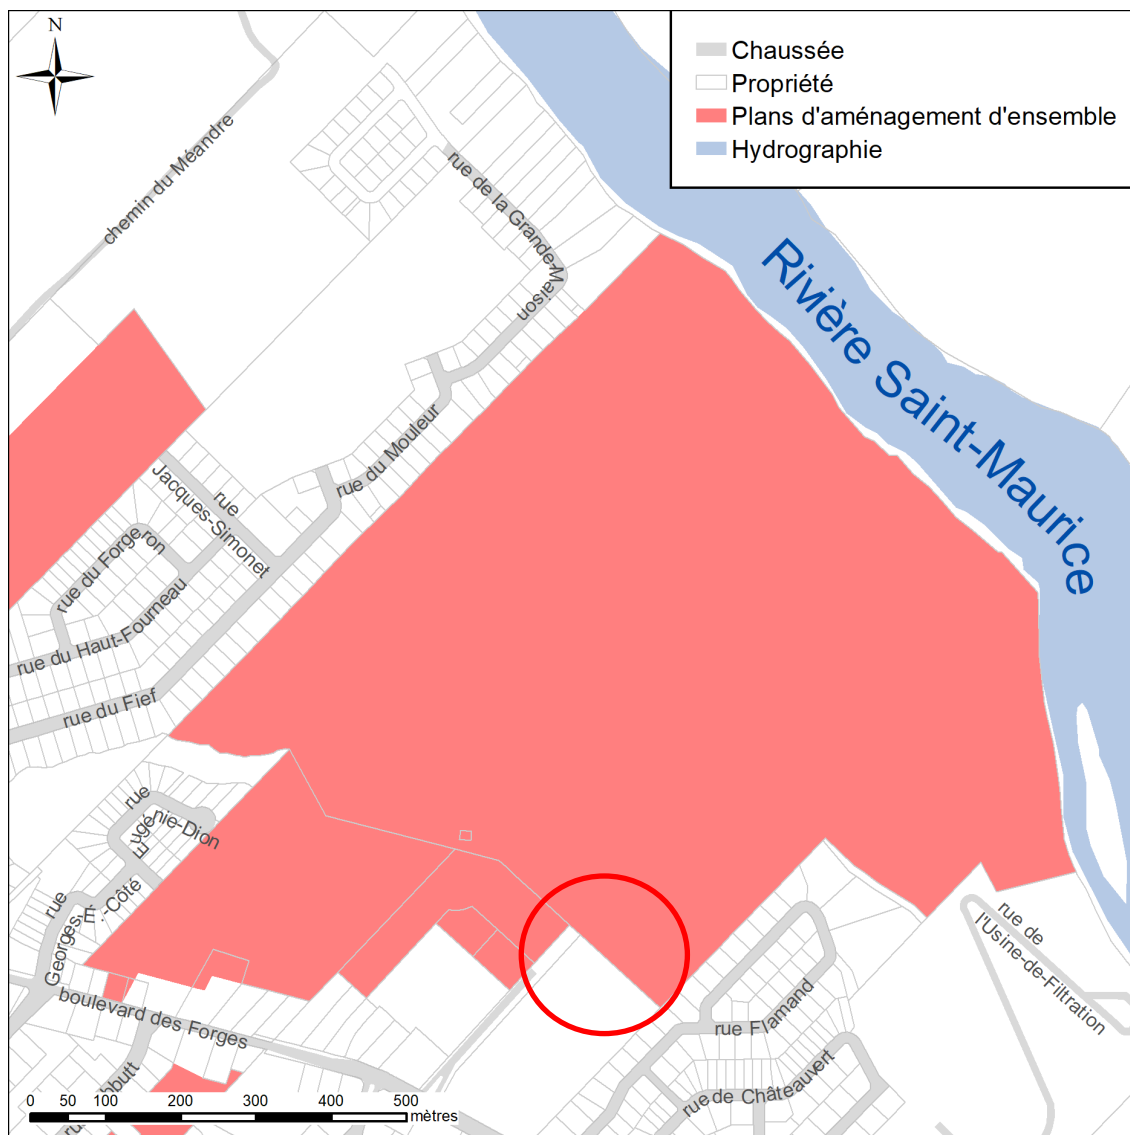 N
Chaussée
Propriété
Plans d'aménagement d'ensemble
Hydrographie
chemin du Méandre
rue de la Grande-Maison
Rivière Saint-Maurice
rue du Mouleur
rue
Jacques-Simonet
rue du Forgeron
rue du Haut-Fourneau
rue du Fief
rue
Eugénie-Dion
rue
Georges-É.-Côté
boulevard des Forges
rue de
l'Usine-de-Filtration
rue Flamand
rue de Châteauvert
0 50 100 200 300 400 500
mètres